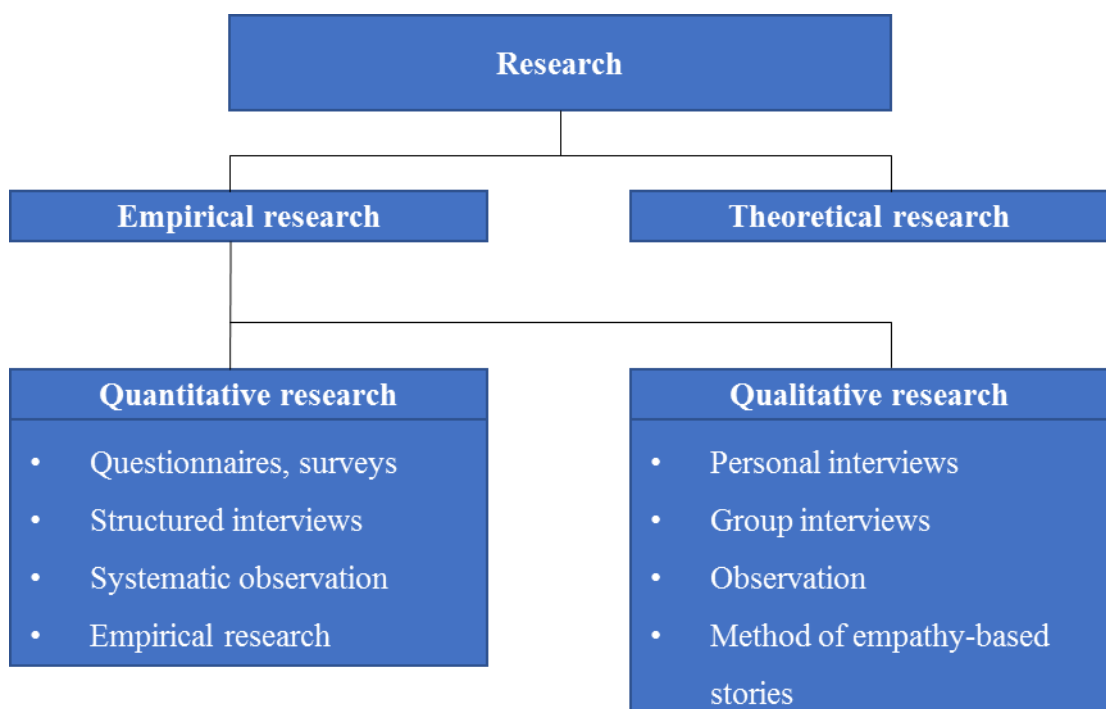 Research
Empirical research
Theoretical research
Quantitative research
• Questionnaires, surveys
• Structured interviews
• Systematic observation
• Empirical research
Qualitative research
• Personal interviews
• Group interviews
• Observation
• Method of empathy-based
stories